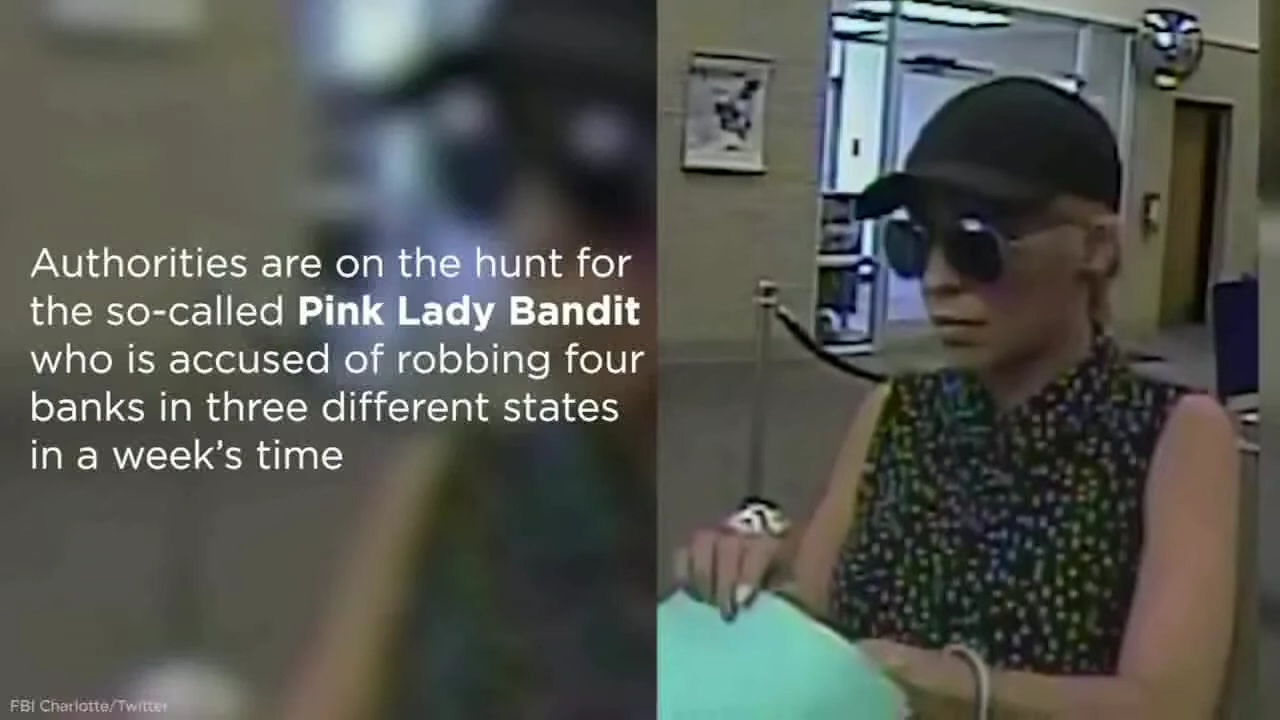 Authorities are on the hunt for
the so-called Pink Lady Bandit
who is accused of robbing four
banks in three different states
in a week's time
FBI Charlotte/Twitter